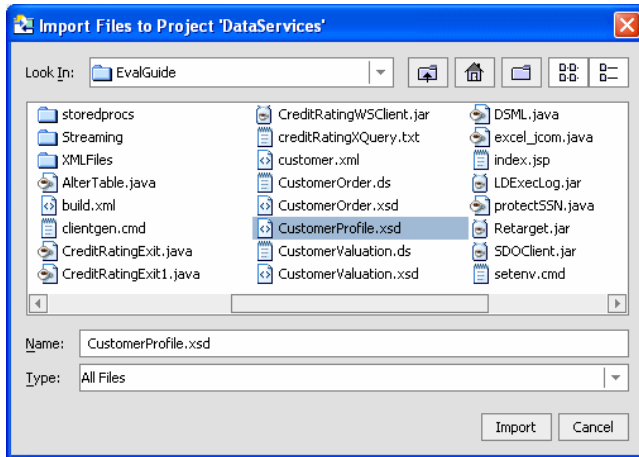 Import Files to Project 'DataServices'
Look In: EvalGuide
storedprocs
Streaming
XMLFiles
AlterTable.java
build.xml
clientgen.cmd
CreditRatingExit.java
CreditRatingExit1.java
CreditRatingWSClient.jar
creditRatingXQuery.txt
customer.xml
CustomerOrder.ds
CustomerOrder.xsd
CustomerProfile.xsd
CustomerValuation.ds
CustomerValuation.xsd
DSML.java
excel_jcom.java
index.jsp
LDExecLog.jar
protectSSN.java
Retarget.jar
SDOClient.jar
setenv.cmd
Name: CustomerProfile.xsd
Type: All Files
Import Cancel